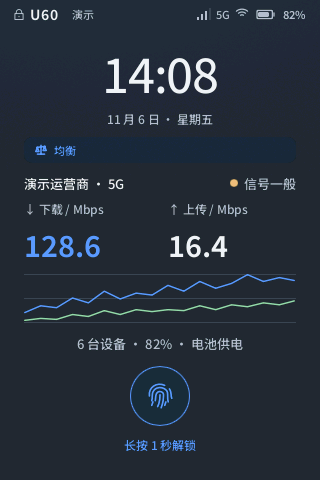 U60 演示 5G 82%
14:08
11月6日 · 星期五
均衡
演示运营商 · 5G 信号一般
↓ 下载 / Mbps ↑ 上传 / Mbps
128.6 16.4
6 台设备 · 82% · 电池供电
长按 1 秒解锁